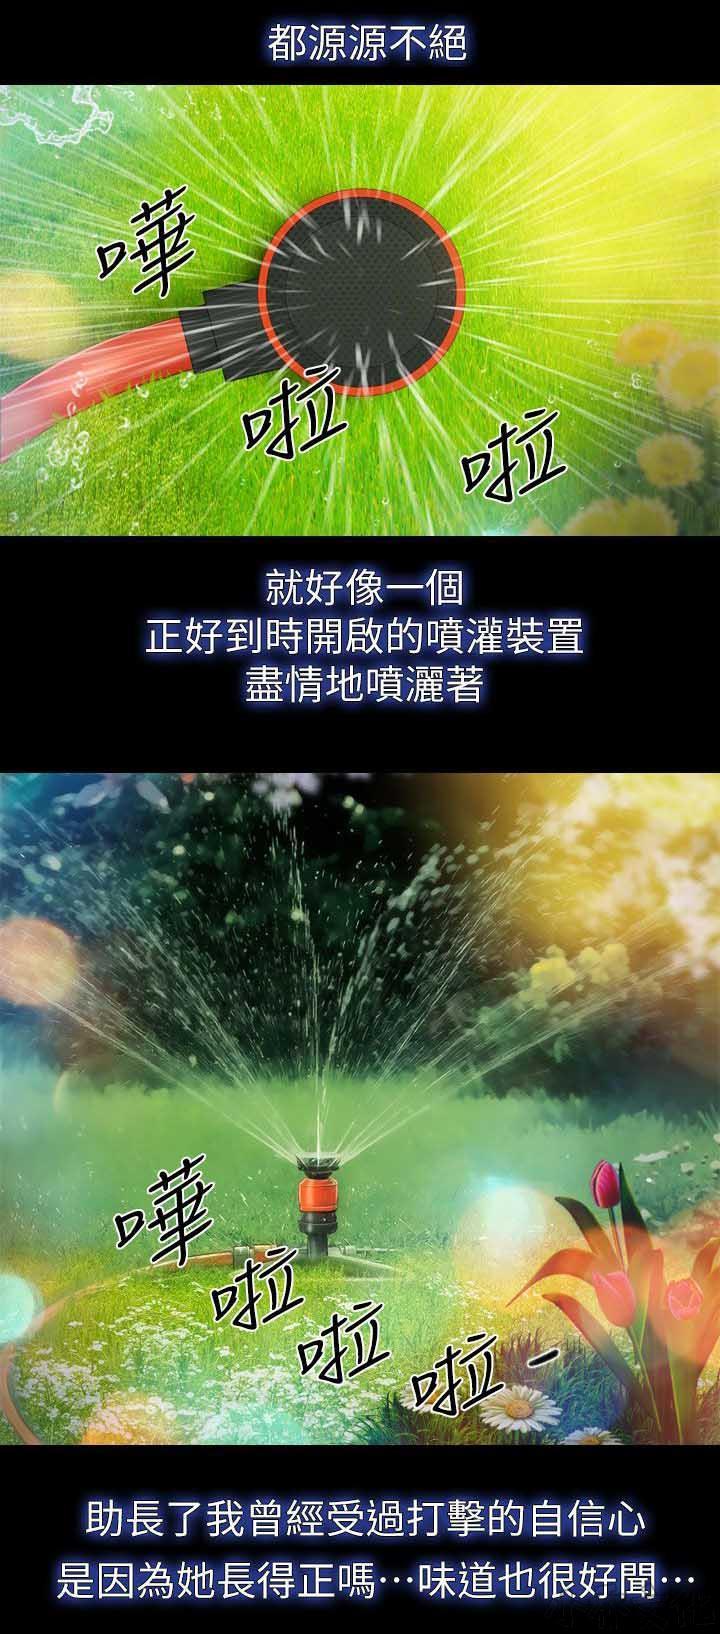 都源源不絕
嘩
啦
啦
就好像一個
正好到時開啟的噴灌裝置
盡情地噴灑著
嘩
啦
啦
啦-
助長了我曾經受過打擊的自信心
是因為她長得正嗎⋯味道也很好聞⋯